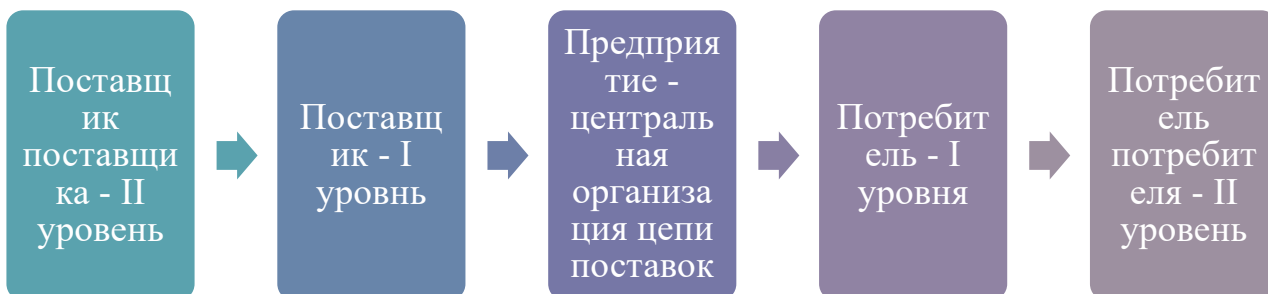 Поставщ
ик
поставщи
ка - II
уровень
Поставщ
ик - I
уровнь
Предприя
тие -
централь
ная
организа
ция цепи
поставок
Потребит
ель - I
уровня
Потребит
ель
потребит
еля - II
уровень